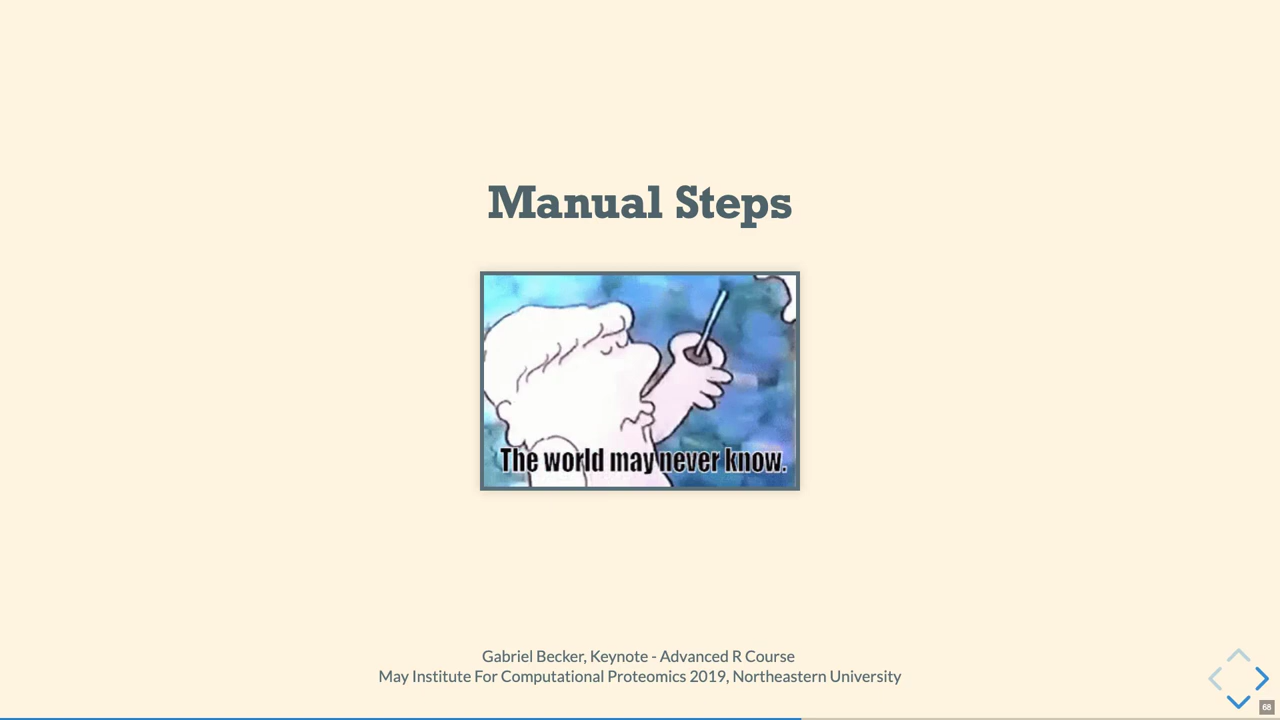 Manual Steps
The world may never know.
Gabriel Becker, Keynote - Advanced R Course
May Institute For Computational Proteomics 2019, Northeastern University
68